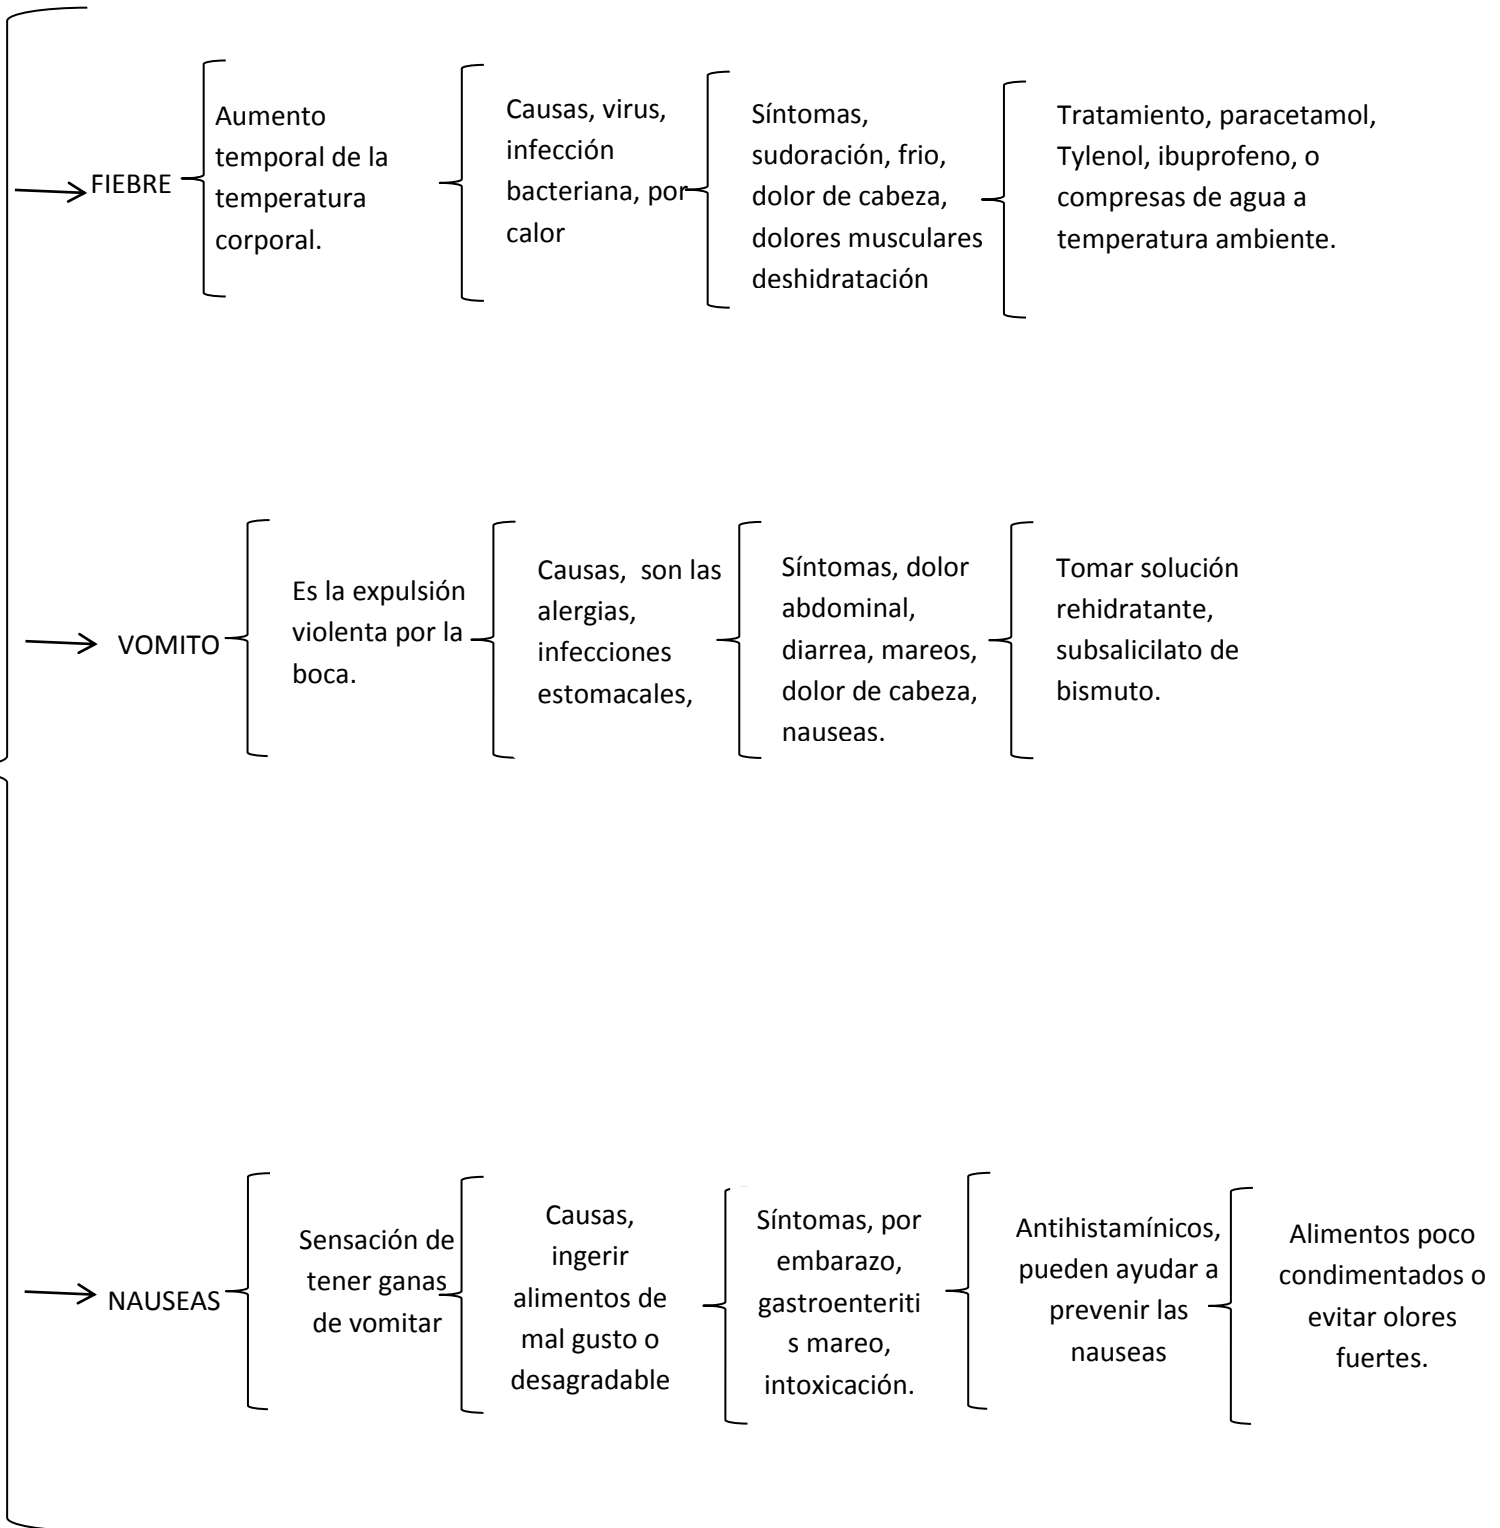 FIEBRE
Aumento
temporal de la
temperatura
corporal.
Causas, virus,
infección
bacteriana, por
calor
Síntomas,
sudoración, frio,
dolor de cabeza,
dolores musculares
deshidratación
Tratamiento, paracetamol,
Tylenol, ibuprofeno, o
compresas de agua a
temperatura ambiente.
VOMITO
Es la expulsión
violenta por la
boca.
Causas,  son las
alergias,
infecciones
estomacales,
Síntomas, dolor
abdominal,
diarrea, mareos,
dolor de cabeza,
nauseas.
Tomar solución
rehidratante,
subsalicilato de
bismuto.
NAUSEAS
Sensación de
tener ganas
de vomitar
Causas,
ingerir
alimentos de
mal gusto o
desagradable
Síntomas, por
embarazo,
gastroenteriti
s mareo,
intoxicación.
Antihistamínicos,
pueden ayudar a
prevenir las
nauseas
Alimentos poco
condimentados o
evitar olores
fuertes.